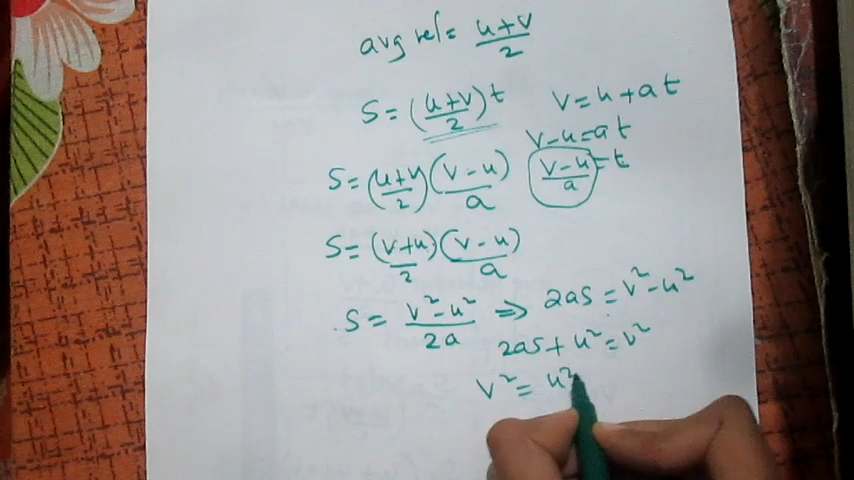 avg vel = u+v/2
S = (u+v/2) t    v = u + at
v-u = at
S = (u+v/2)(v-u/a)    v-u/a = t
S = (v+u/2)(v-u/a)
S = v²-u²/2a ⇒ 2as = v²-u²
2as + u² = v²
v² = u²